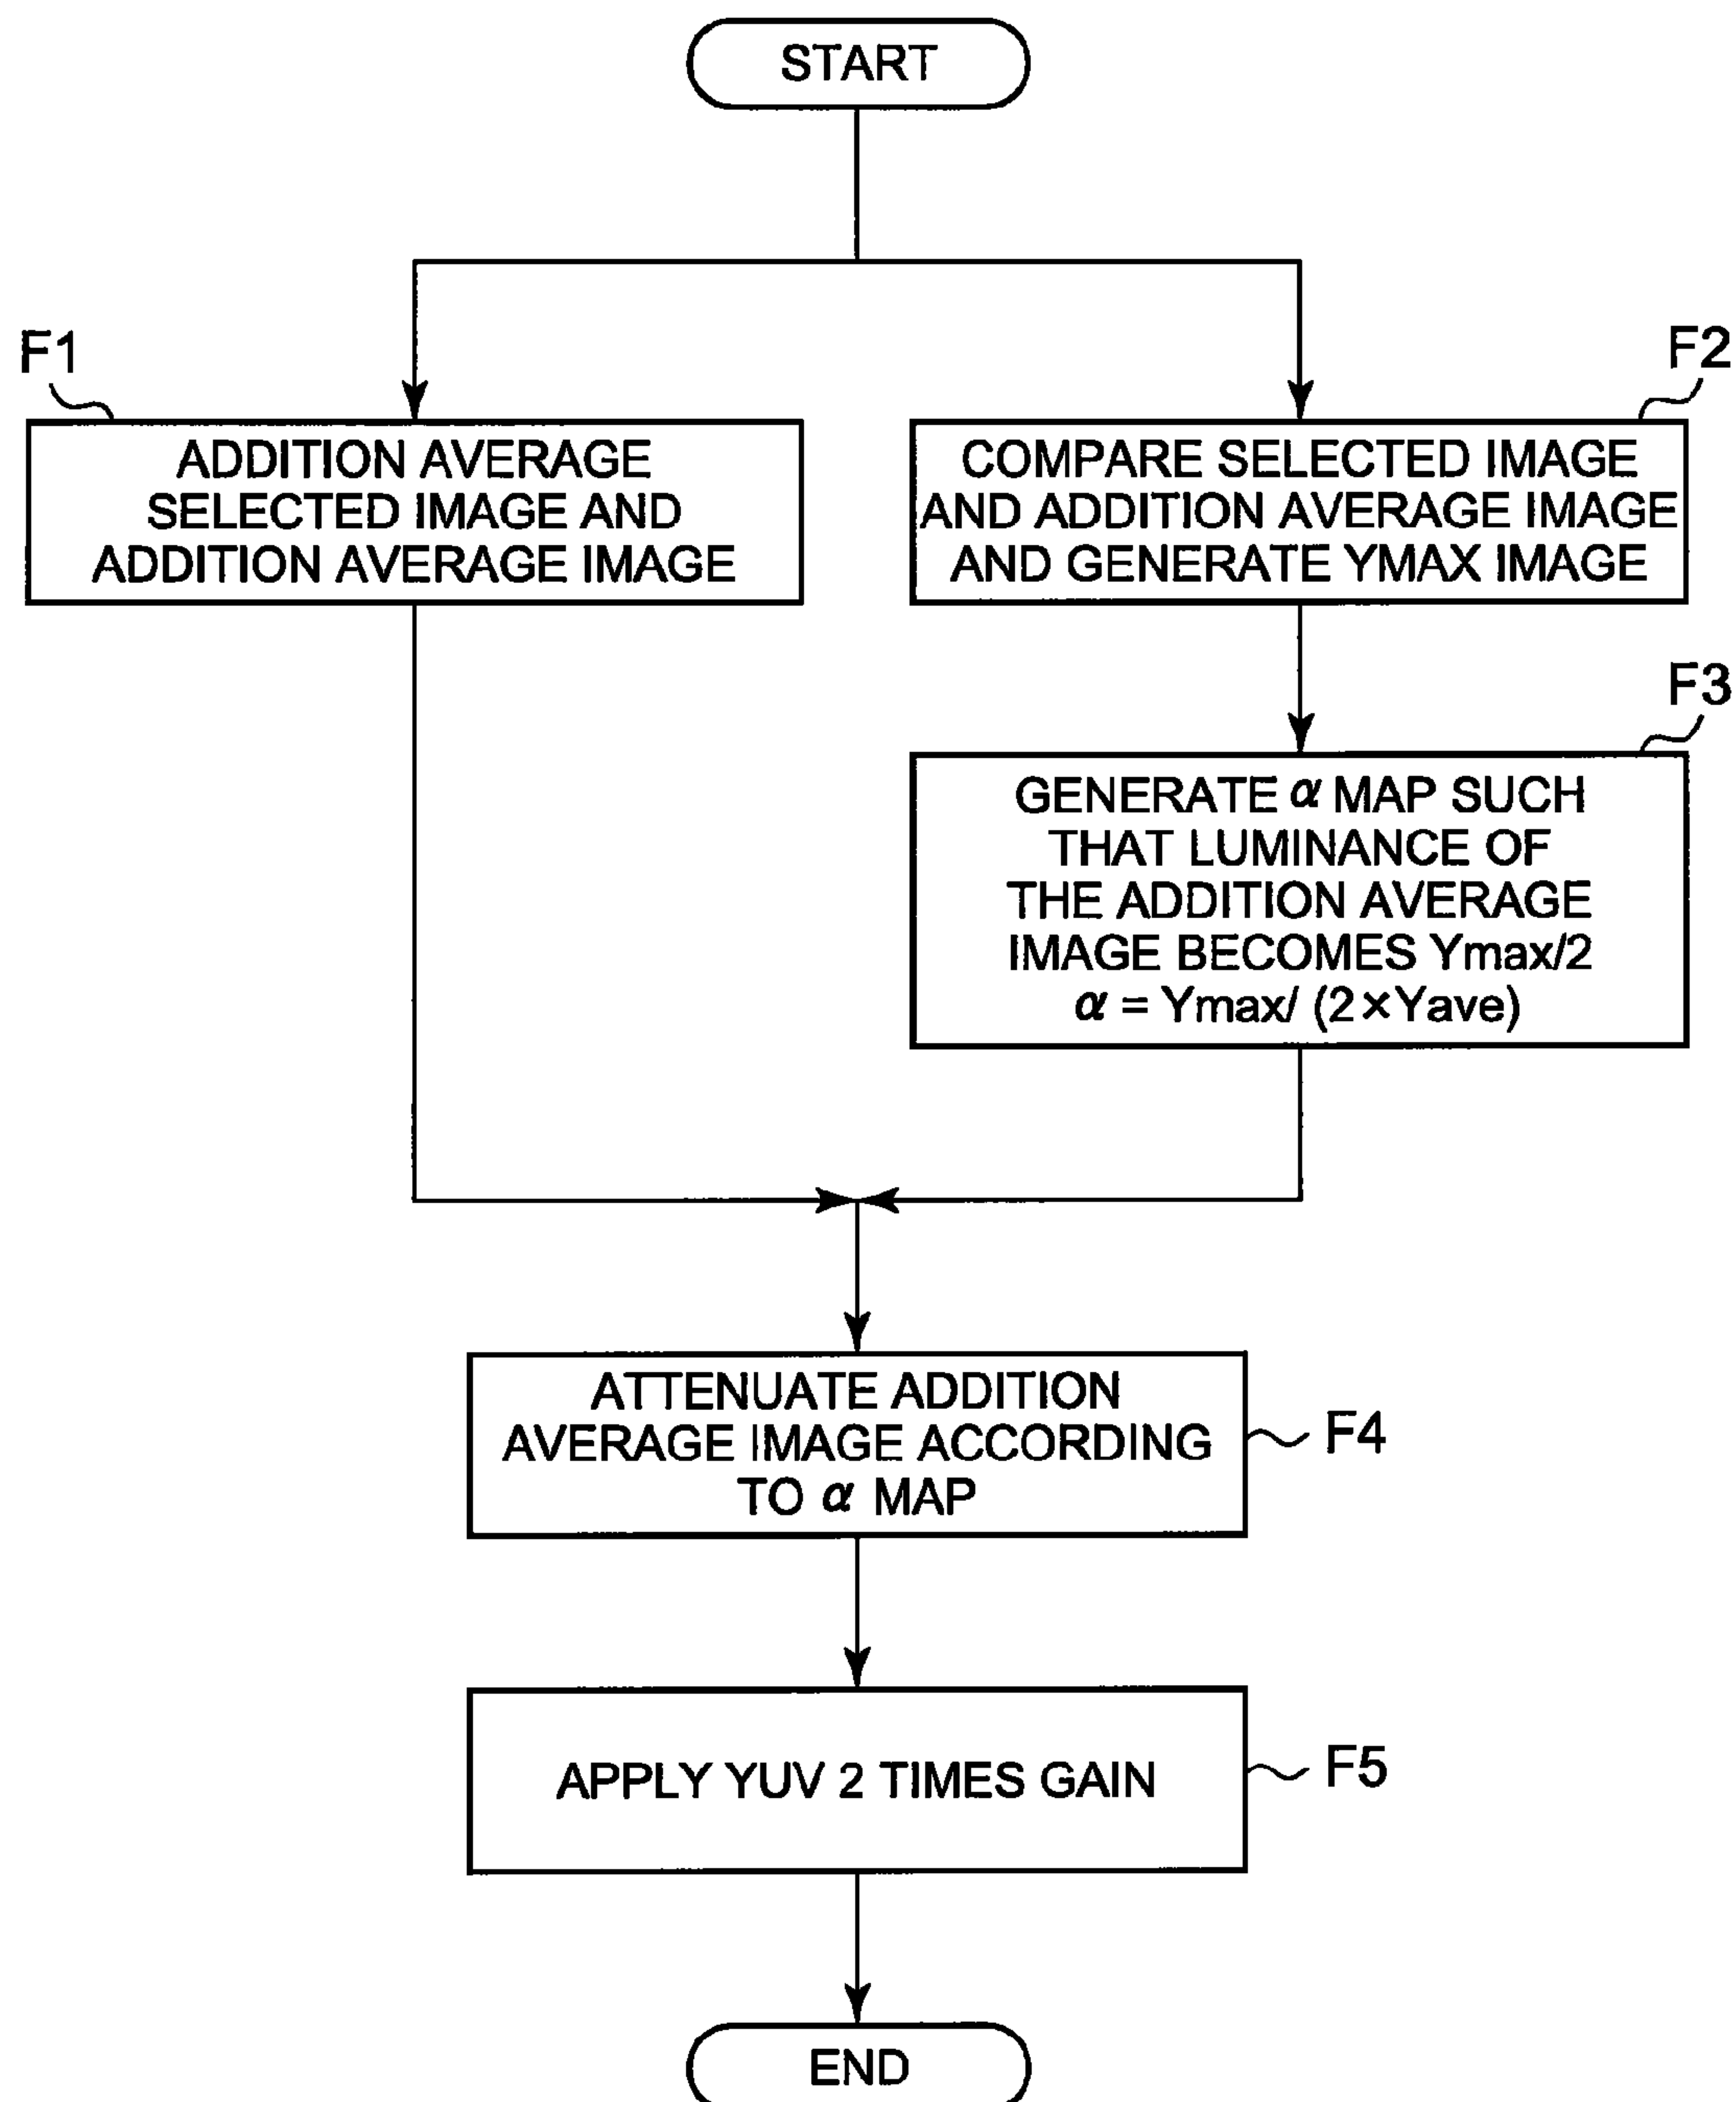 START
F1
F2
ADDITION AVERAGE
SELECTED IMAGE AND
ADDITION AVERAGE IMAGE
COMPARE SELECTED IMAGE
AND ADDITION AVERAGE IMAGE
AND GENERATE YMAX IMAGE
F3
GENERATE α MAP SUCH
THAT LUMINANCE OF
THE ADDITION AVERAGE
IMAGE BECOMES Ymax/2
α = Ymax/ (2×Yave)
ATTENUATE ADDITION
AVERAGE IMAGE ACCORDING
TO α MAP
F4
APPLY YUV 2 TIMES GAIN
F5
END